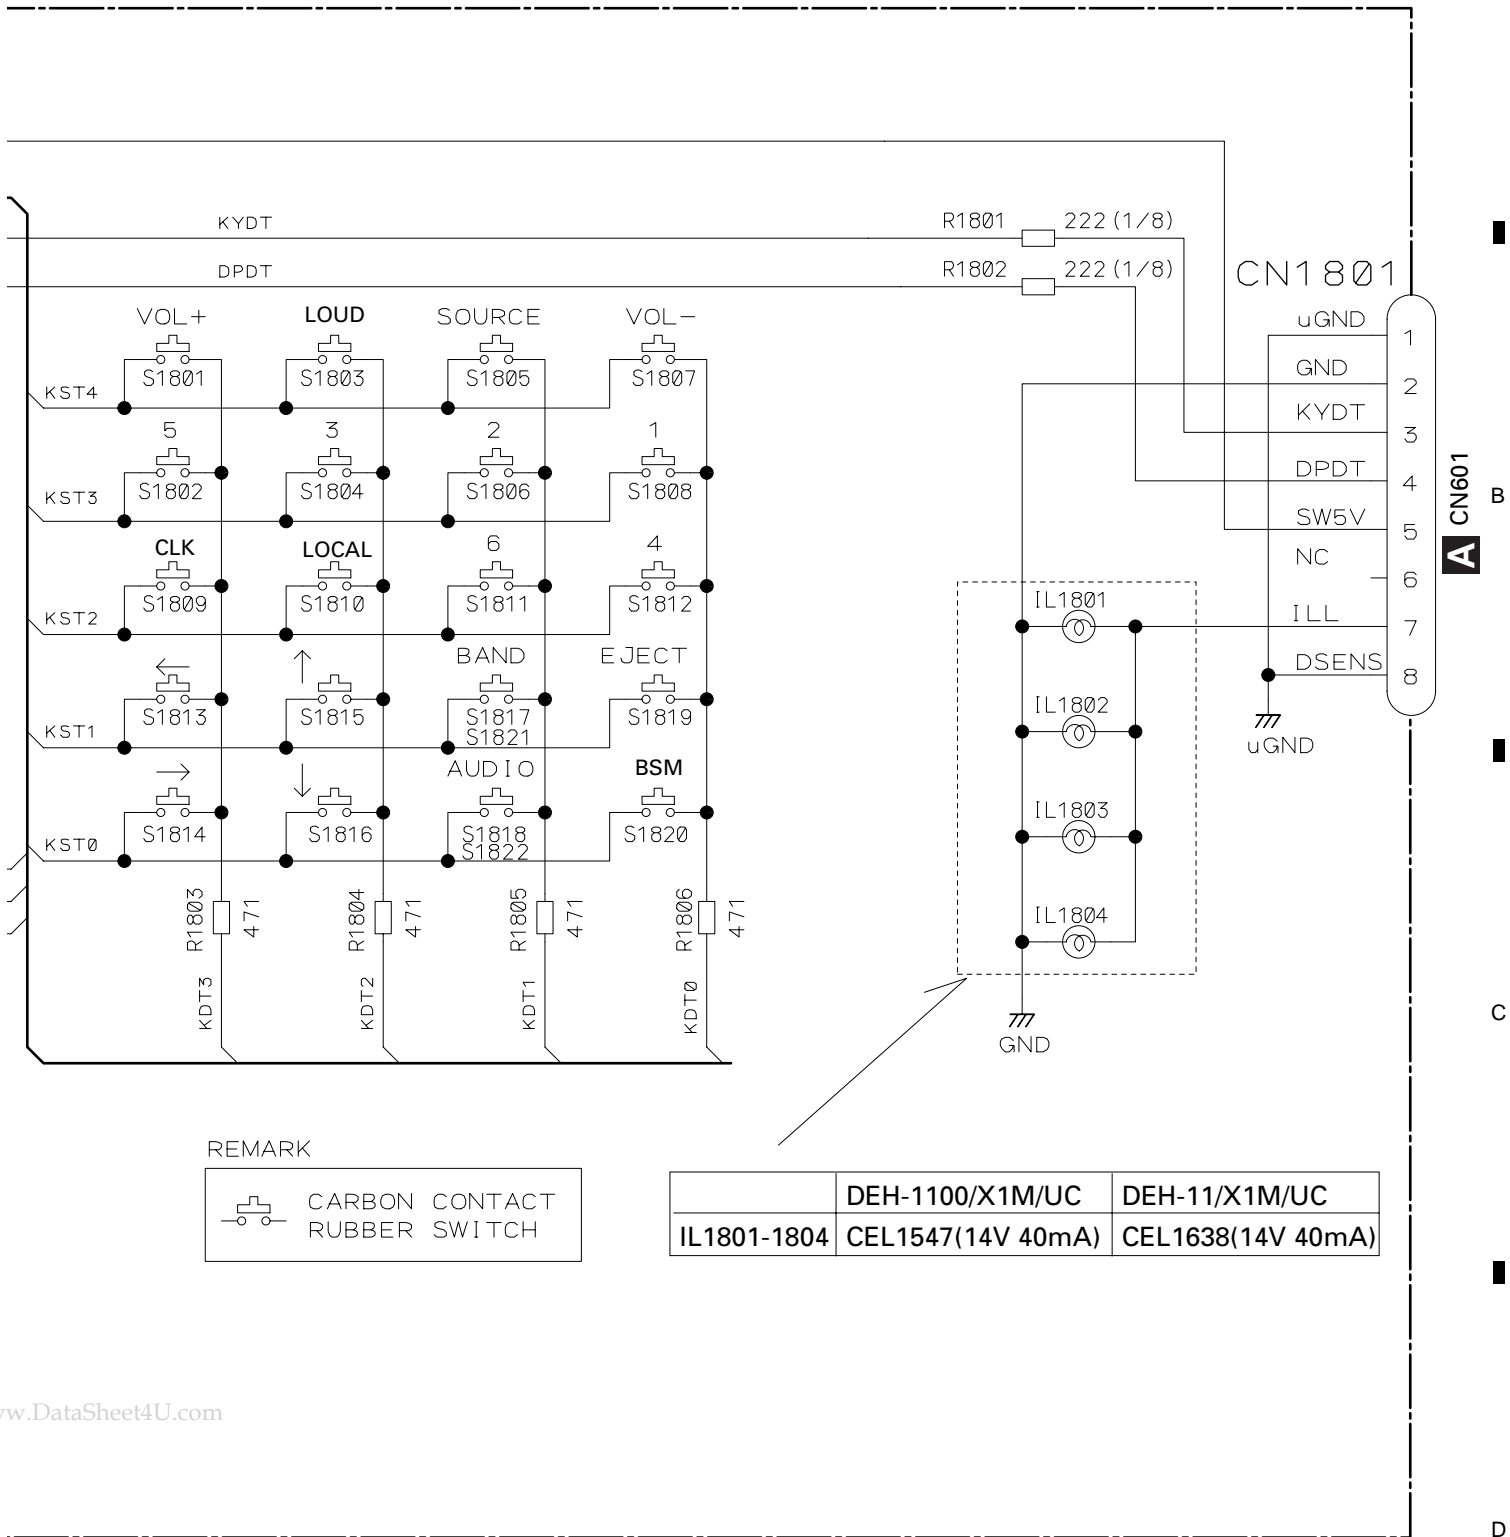 KYDT
R1801 222 (1/8)
DPDT
R1802 222 (1/8)
CN1801
VOL+ LOUD SOURCE VOL-
S1801 S1803 S1805 S1807
KST4
5 3 2 1
S1802 S1804 S1806 S1808
KST3
CLK LOCAL 6 4
S1809 S1810 S1811 S1812
KST2
← ↑ BAND EJECT
S1813 S1815 S1817 S1819
S1821
KST1
→ ↓ AUDIO BSM
S1814 S1816 S1818 S1820
S1822
KST0
R1803 471
R1804 471
R1805 471
R1806 471
KDT3 KDT2 KDT1 KDT0
uGND 1
GND 2
KYDT 3
DPDT 4
SW5V 5
NC 6
ILL 7
DSENS 8
A CN601
uGND
IL1801
IL1802
IL1803
IL1804
GND
B
C
D
REMARK
CARBON CONTACT
RUBBER SWITCH
DEH-1100/X1M/UC DEH-11/X1M/UC
IL1801-1804 CEL1547(14V 40mA) CEL1638(14V 40mA)
w.DataSheet4U.com